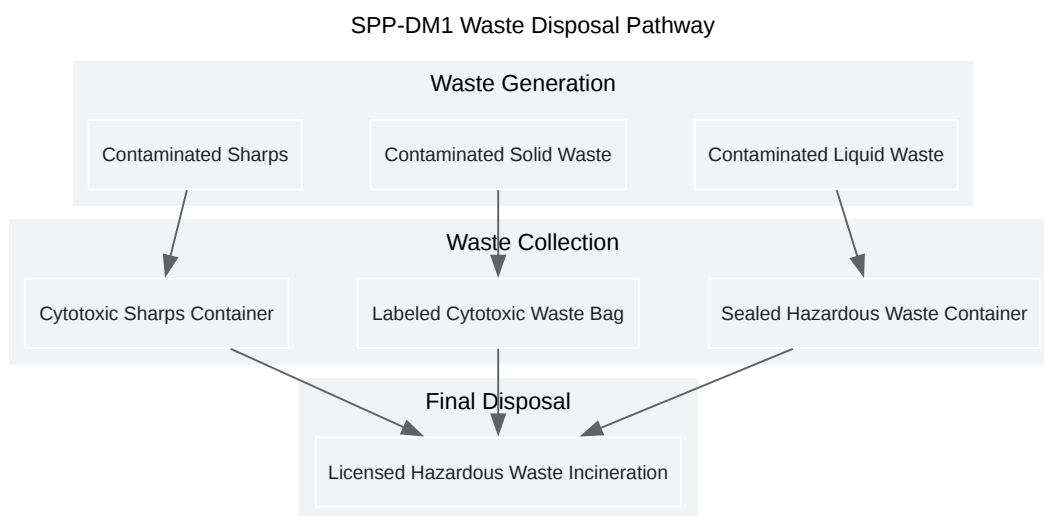 SPP-DM1 Waste Disposal Pathway
Waste Generation
Contaminated Sharps
Contaminated Solid Waste
Contaminated Liquid Waste
Waste Collection
Cytotoxic Sharps Container
Labeled Cytotoxic Waste Bag
Sealed Hazardous Waste Container
Final Disposal
Licensed Hazardous Waste Incineration